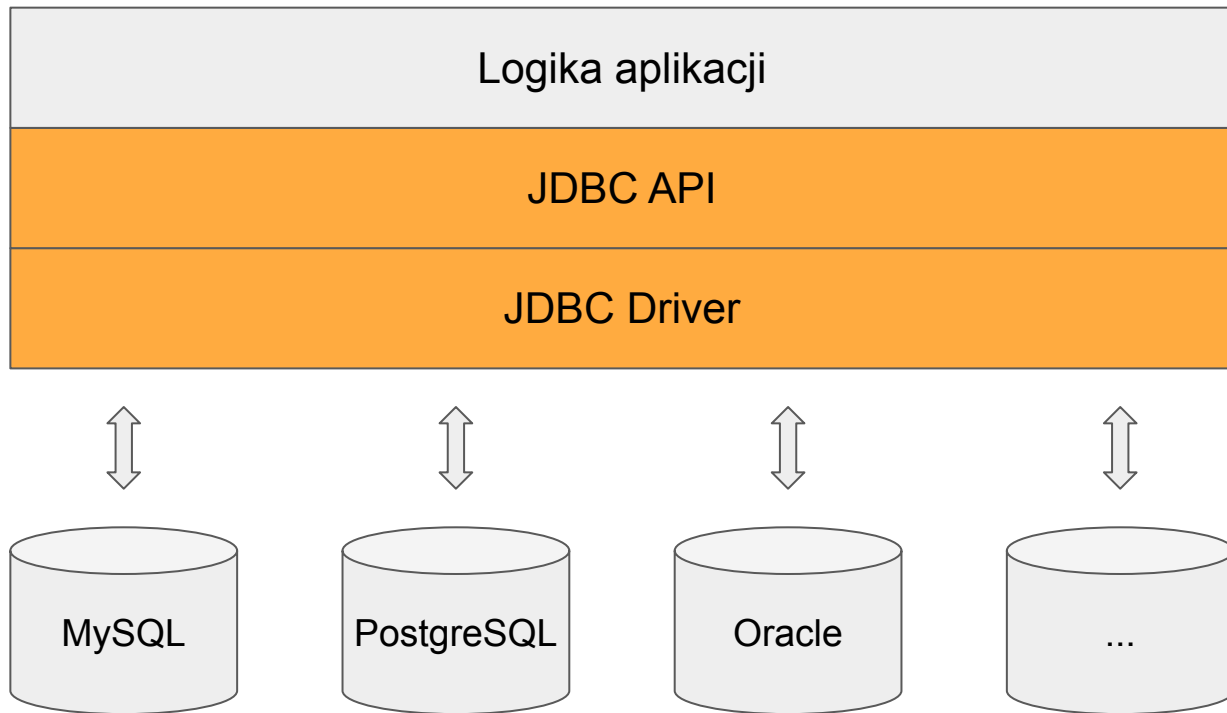 Logika aplikacji
JDBC API
JDBC Driver
MySQL
PostgreSQL
Oracle
...